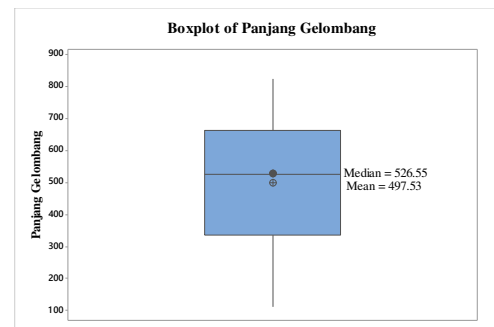 Boxplot of Panjang Gelombang
900
800
700
600
500
400
300
200
100
Panjang Gelombang
Median = 526.55
Mean = 497.53